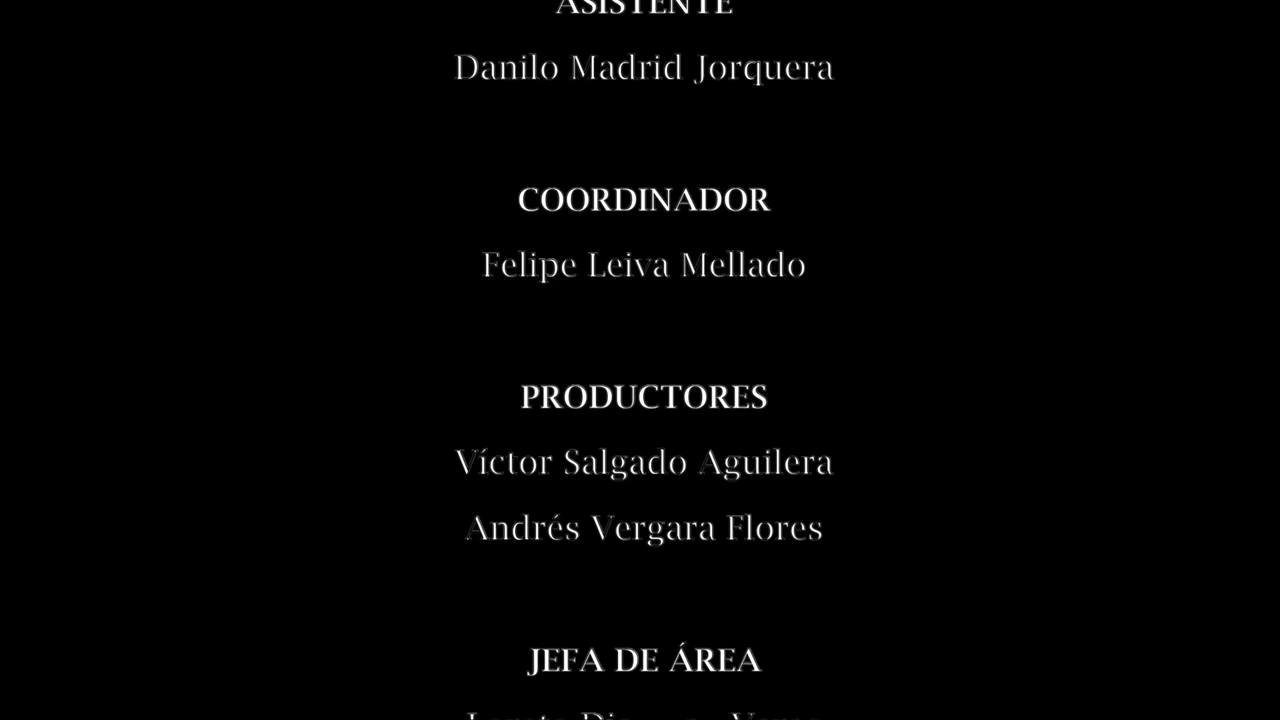 ASISTENTE
Danilo Madrid Jorquera
COORDINADOR
Felipe Leiva Mellado
PRODUCTORES
Víctor Salgado Aguilera
Andrés Vergara Flores
JEFA DE ÁREA